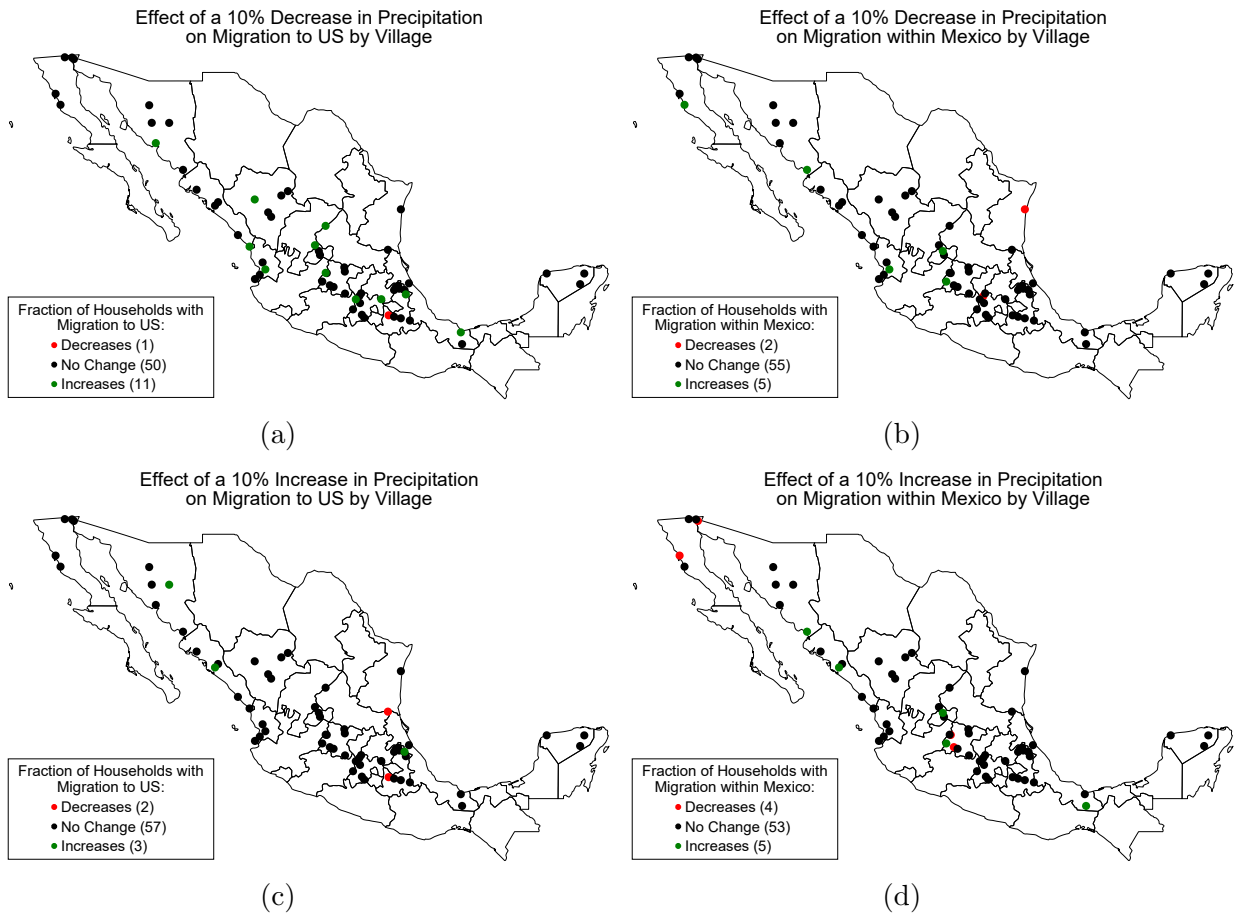 Effect of a 10% Decrease in Precipitation
on Migration to US by Village
Fraction of Households with
Migration to US:
Decreases (1)
No Change (50)
Increases (11)
(a)
Effect of a 10% Decrease in Precipitation
on Migration within Mexico by Village
Fraction of Households with
Migration within Mexico:
Decreases (2)
No Change (55)
Increases (5)
(b)
Effect of a 10% Increase in Precipitation
on Migration to US by Village
Fraction of Households with
Migration to US:
Decreases (2)
No Change (57)
Increases (3)
(c)
Effect of a 10% Increase in Precipitation
on Migration within Mexico by Village
Fraction of Households with
Migration within Mexico:
Decreases (4)
No Change (53)
Increases (5)
(d)